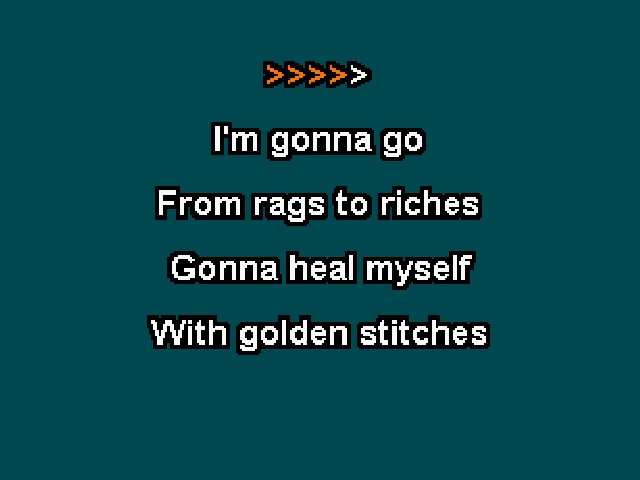 >>>>>
I'm gonna go
From rags to riches
Gonna heal myself
With golden stitches